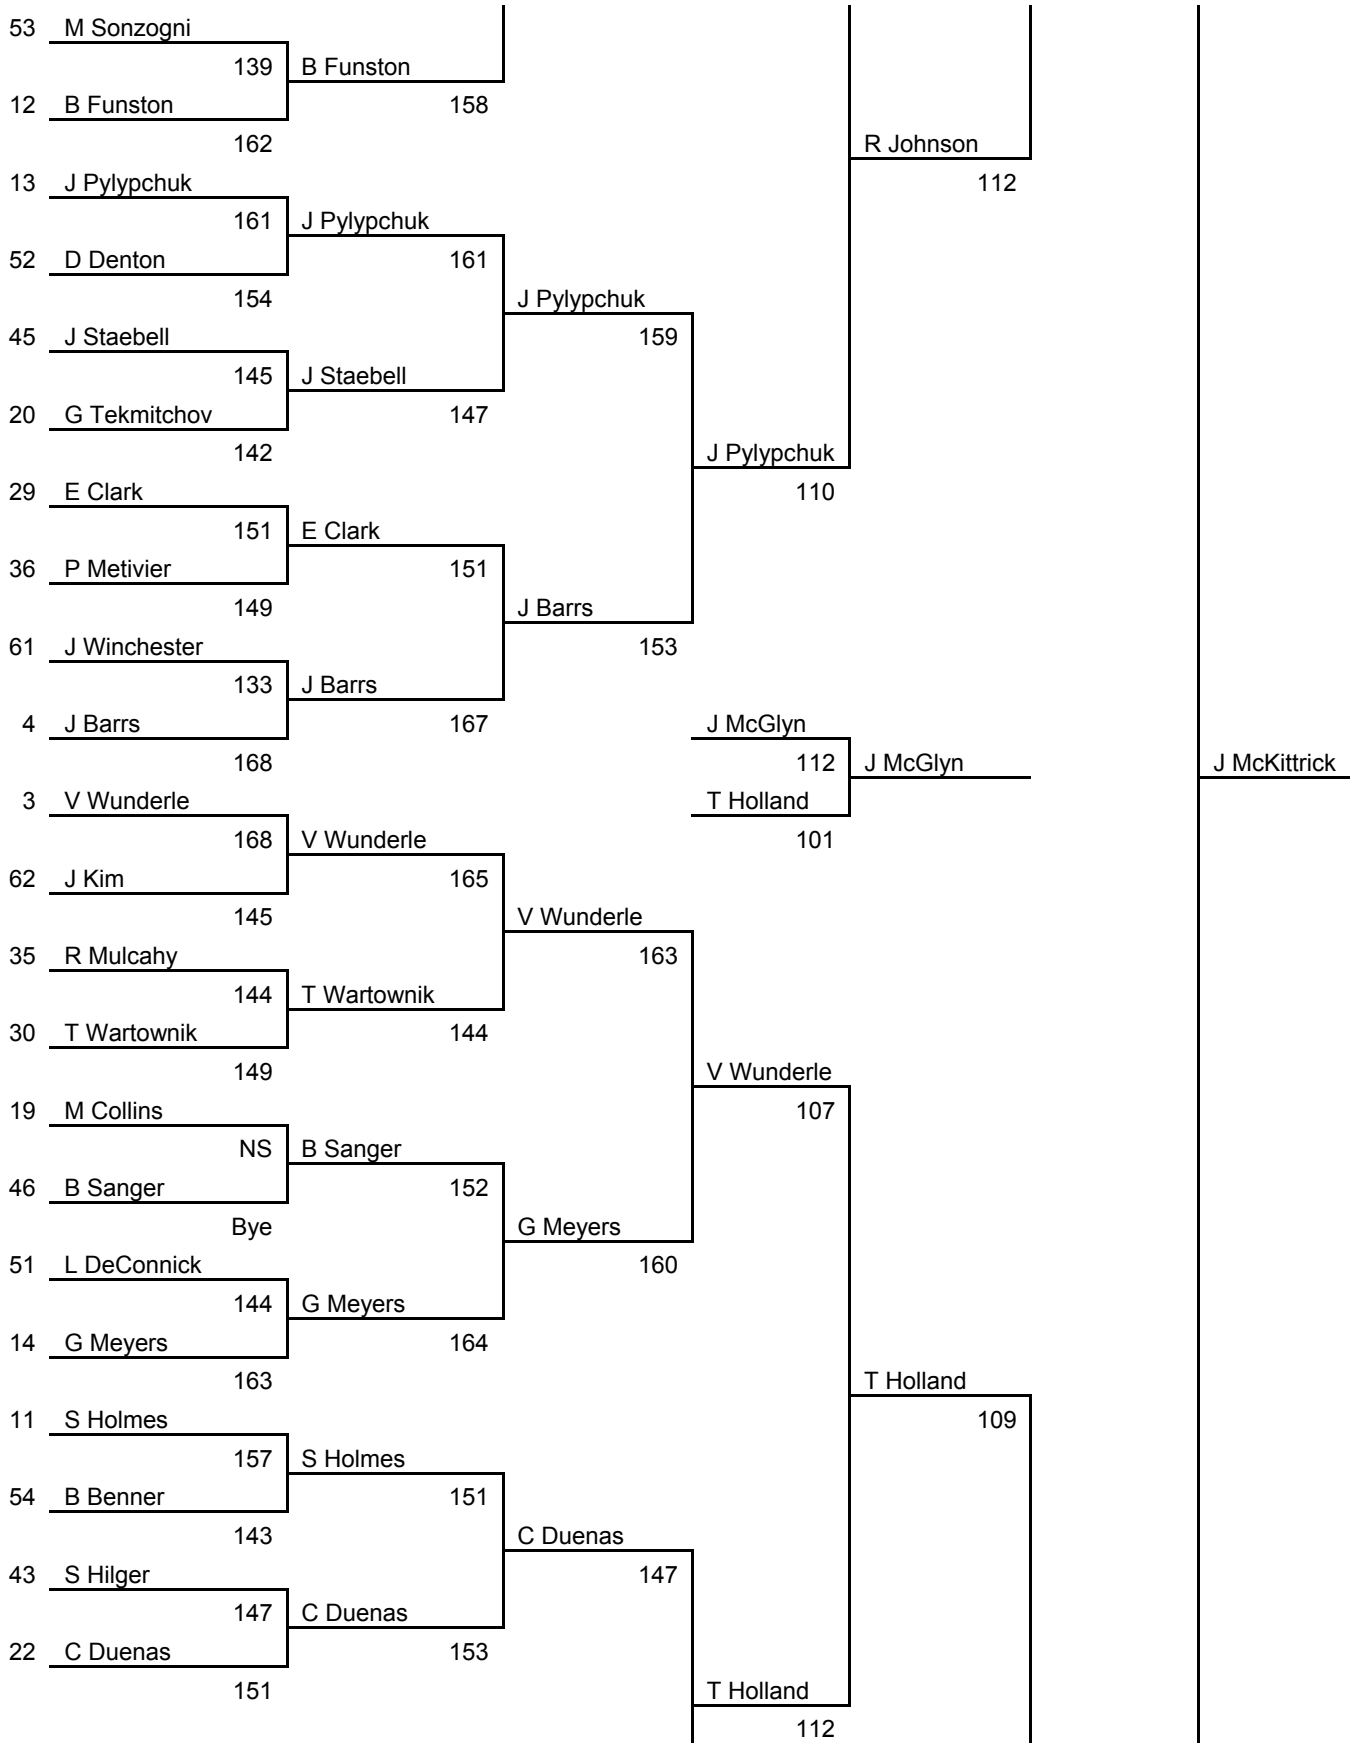 53 M Sonzogni
139 B Funston
12 B Funston 158
162 R Johnson
13 J Pylypchuk 112
161 J Pylypchuk
52 D Denton 161
154 J Pylypchuk
45 J Staebell 159
145 J Staebell
20 G Tekmitchov 147
142 J Pylypchuk
29 E Clark 110
151 E Clark
36 P Metivier 151
149 J Barrs
61 J Winchester 153
133 J Barrs
4 J Barrs 167 J McGlyn
168 112 J McGlyn J McKittrick
3 V Wunderle T Holland
168 V Wunderle 101
62 J Kim 165
145 V Wunderle
35 R Mulcahy 163
144 T Wartownik
30 T Wartownik 144
149 V Wunderle
19 M Collins 107
NS B Sanger
46 B Sanger 152
Bye G Meyers
51 L DeConnick 160
144 G Meyers
14 G Meyers 164
163 T Holland
11 S Holmes 109
157 S Holmes
54 B Benner 151
143 C Duenas
43 S Hilger 147
147 C Duenas
22 C Duenas 153
151 T Holland
112